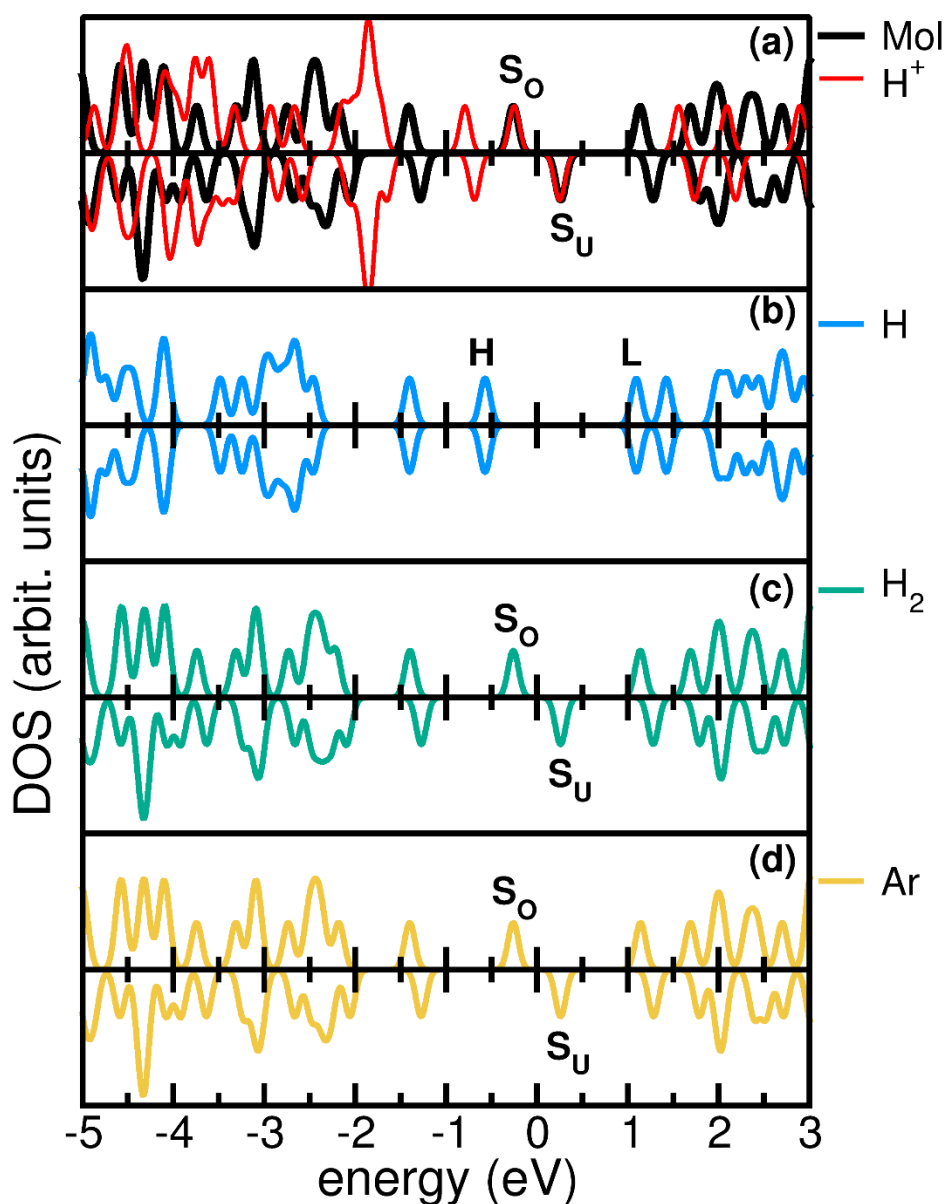 (a)
Mol
H+
SO
SU
(b)
H
H
L
(c)
H2
SO
SU
(d)
Ar
SO
SU
DOS (arbit. units)
-5 -4 -3 -2 -1 0 1 2 3
energy (eV)